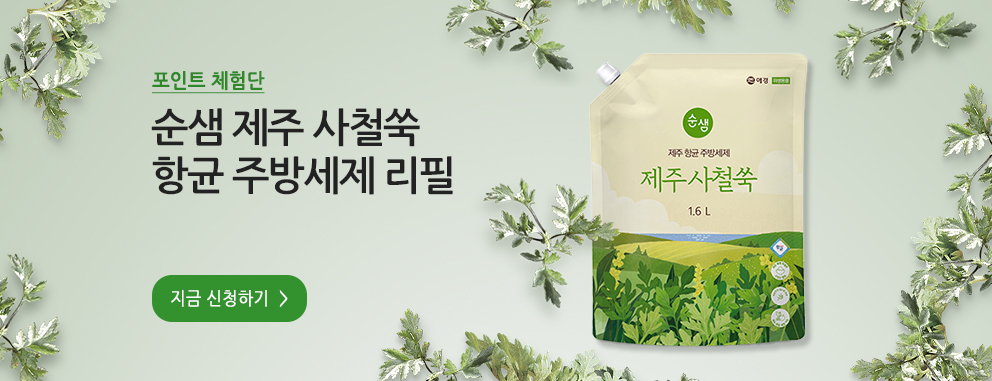 포인트 체험단
순샘 제주 사철쑥
항균 주방세제 리필
지금 신청하기
애경
순샘
제주 항균 주방세제
제주사철쑥
1.6 L